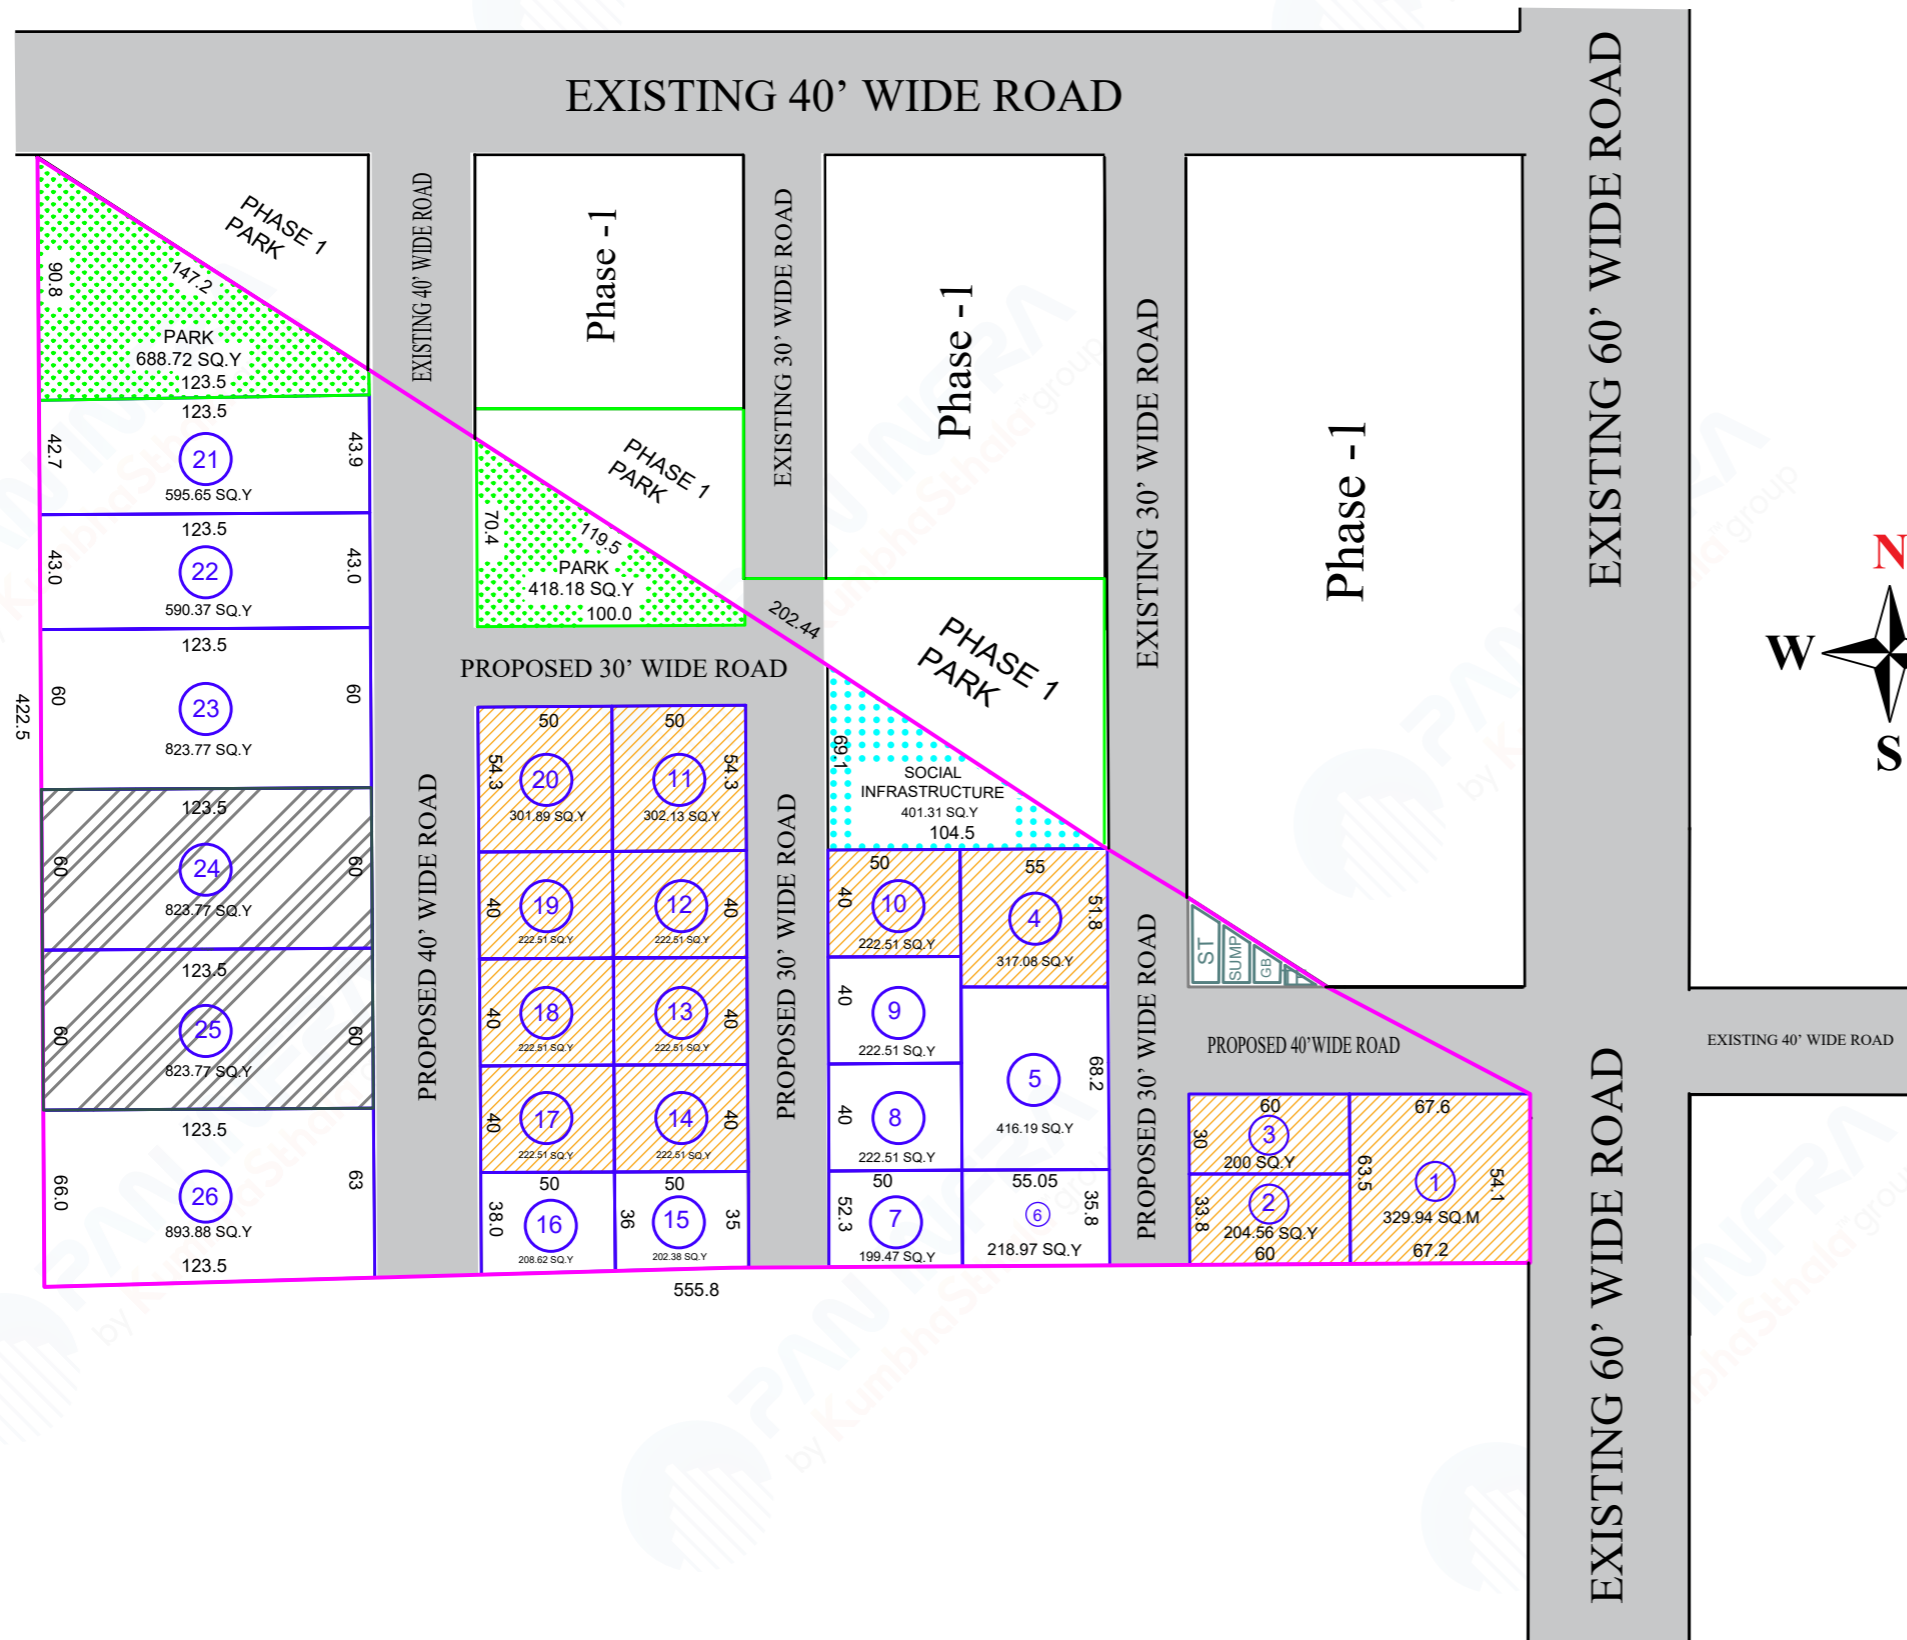 EXISTING 40’ WIDE ROAD
EXISTING 60’ WIDE ROAD
PHASE 1
PARK
EXISTING 40’ WIDE ROAD
Phase -1
EXISTING 30’ WIDE ROAD
Phase -1
EXISTING 30’ WIDE ROAD
Phase -1
90.8
147.2
PARK
688.72 SQ.Y
123.5
123.5
42.7
21
43.9
595.65 SQ.Y
123.5
43.0
22
43.0
590.37 SQ.Y
123.5
60
23
60
823.77 SQ.Y
422.5
123.5
60
24
60
823.77 SQ.Y
123.5
60
25
60
823.77 SQ.Y
123.5
66.0
26
63
893.88 SQ.Y
123.5
PROPOSED 40’ WIDE ROAD
PHASE 1
PARK
70.4
119.5
PARK
418.18 SQ.Y
100.0
202.44
PROPOSED 30’ WIDE ROAD
50
50
54.3
20
11
54.3
301.89 SQ.Y
302.13 SQ.Y
40
19
12
40
222.51 SQ.Y
222.51 SQ.Y
40
18
13
40
222.51 SQ.Y
222.51 SQ.Y
40
17
14
40
222.51 SQ.Y
222.51 SQ.Y
50
50
38.0
16
36
15
35
208.62 SQ.Y
202.38 SQ.Y
555.8
PROPOSED 30’ WIDE ROAD
PHASE 1
PARK
69.1
SOCIAL
INFRASTRUCTURE
401.31 SQ.Y
104.5
50
55
40
10
4
51.8
222.51 SQ.Y
317.08 SQ.Y
40
9
222.51 SQ.Y
5
68.2
416.19 SQ.Y
40
8
222.51 SQ.Y
50
55.05
52.3
7
6
35.8
199.47 SQ.Y
218.97 SQ.Y
PROPOSED 30’ WIDE ROAD
ST
SUMP
GB
PROPOSED 40’WIDE ROAD
60
67.6
30
3
200 SQ.Y
63.5
1
54.1
329.94 SQ.M
33.8
2
204.56 SQ.Y
60
67.2
EXISTING 40’ WIDE ROAD
EXISTING 60’ WIDE ROAD
N
W
S
PAN INFRA
by KumbhaSthala group